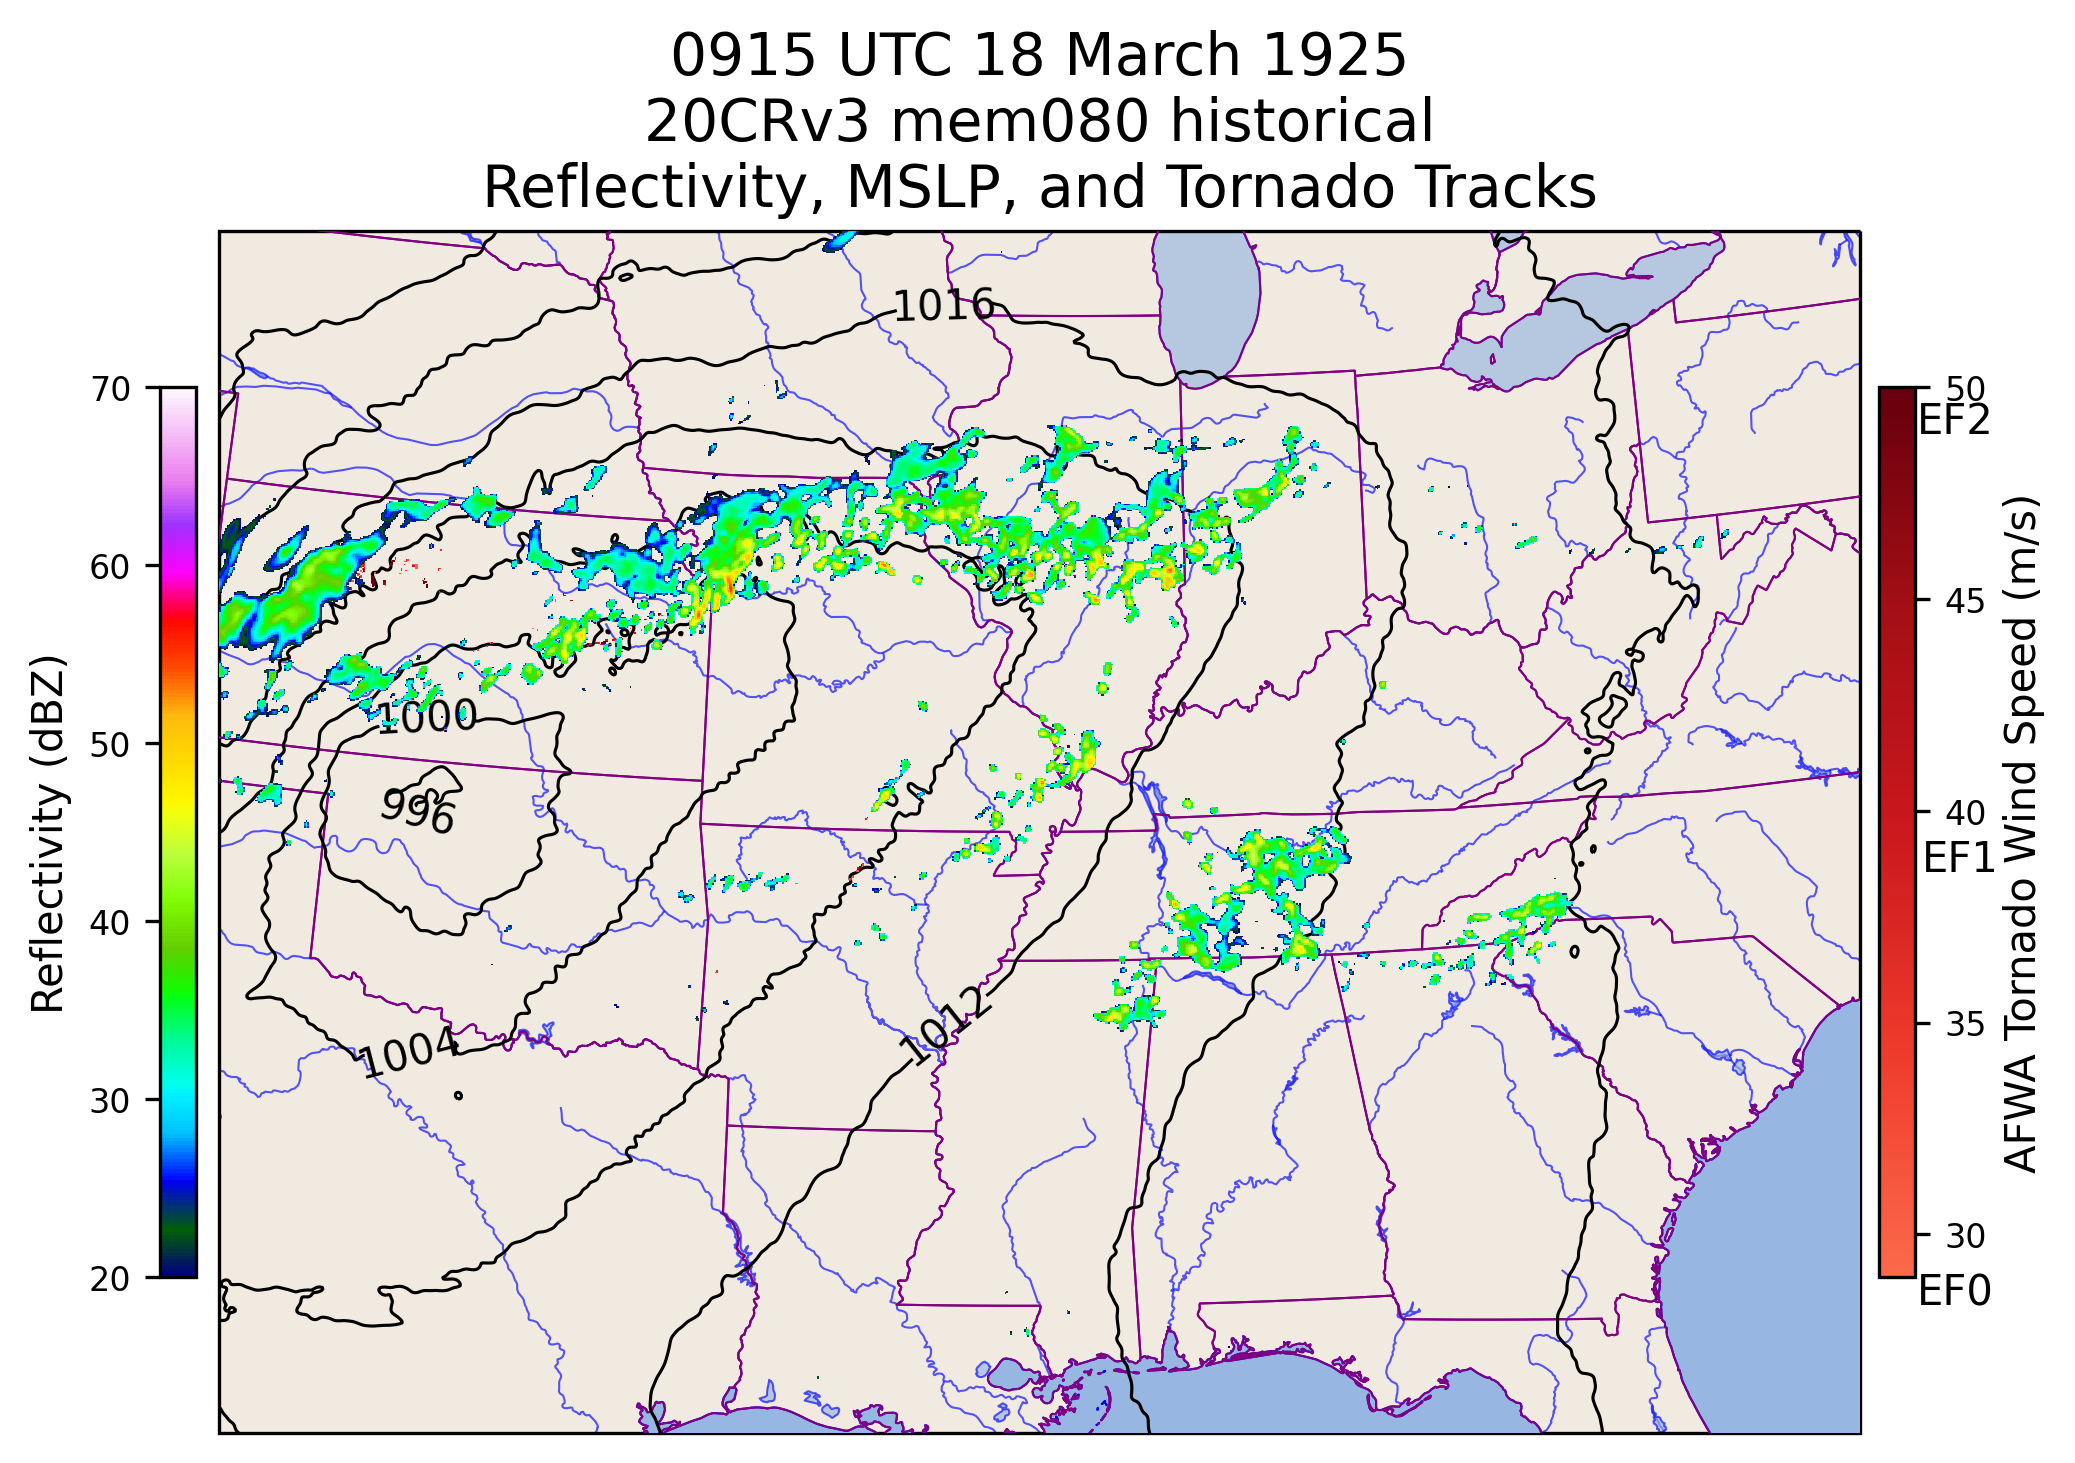 0915 UTC 18 March 1925
20CRv3 mem080 historical
Reflectivity, MSLP, and Tornado Tracks
1016
1000
996
1004
1012
Reflectivity (dBZ)
70
60
50
40
30
20
50
EF2
45
40
EF1
35
30
EF0
AFWA Tornado Wind Speed (m/s)